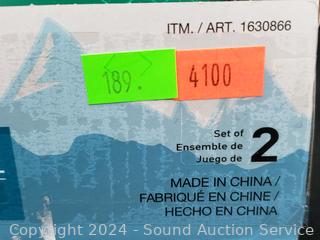 ITM. / ART. 1630866
189.
4100
Set of
Ensemble de
Juego de
2
MADE IN CHINA /
FABRIQUÉ EN CHINE /
HECHO EN CHINA
Copyright 2024 - Sound Auction Service